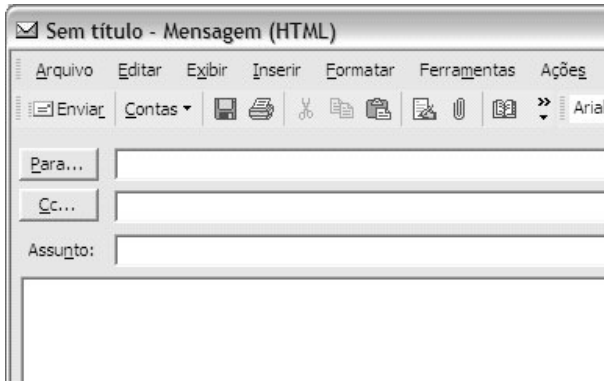 Sem título - Mensagem (HTML)
Arquivo Editar Exibir Inserir Formatar Ferramentas Ações
Enviar Contas Arial
Para...
Cc...
Assunto: